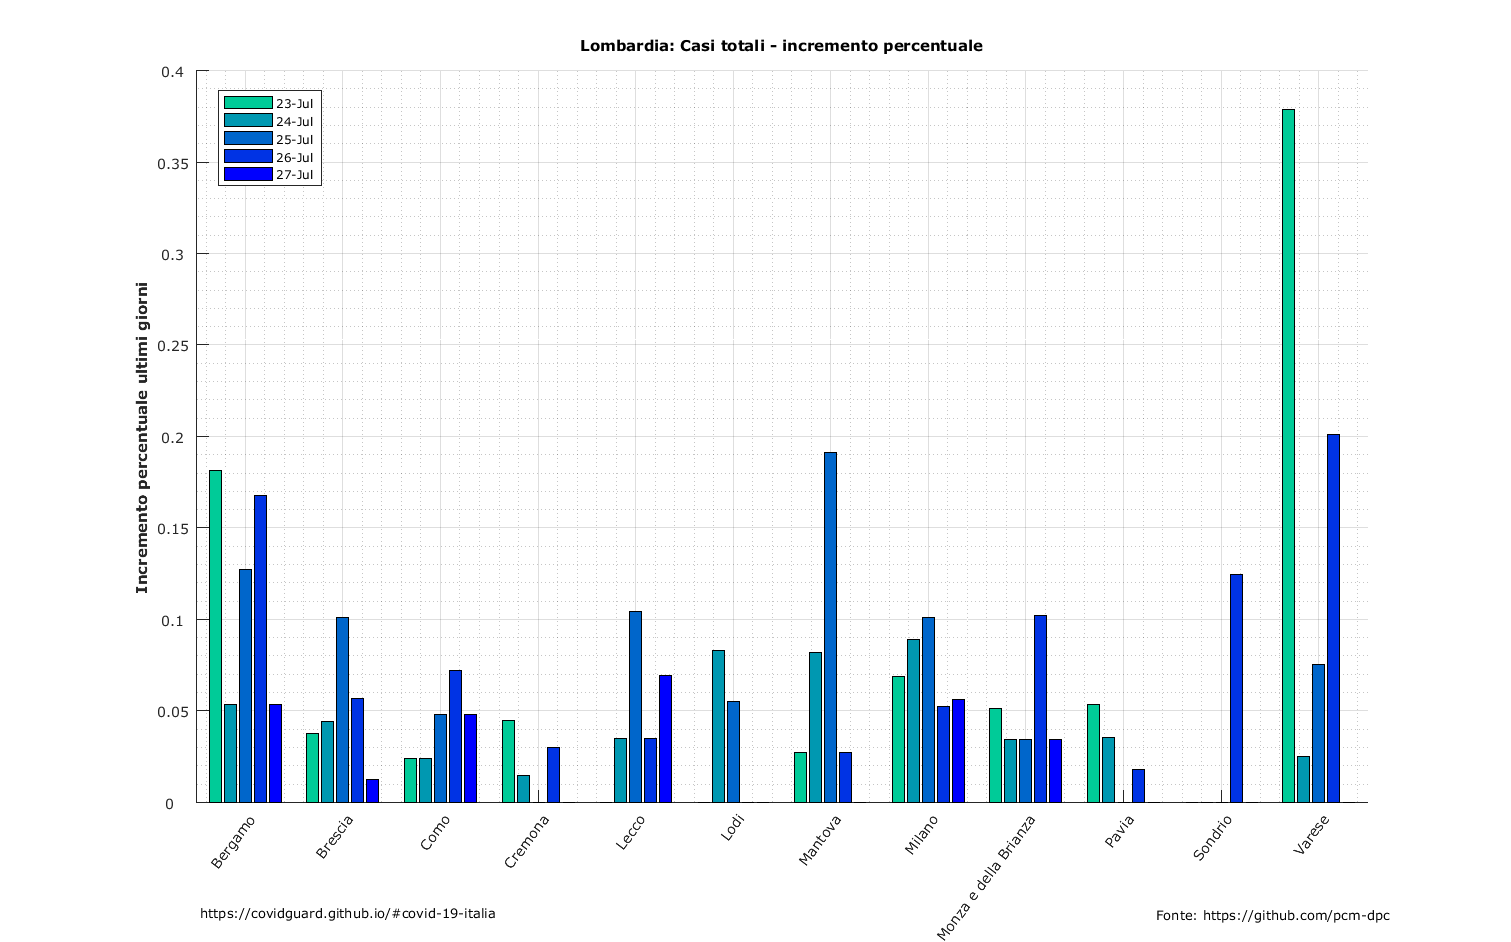 Lombardia: Casi totali - incremento percentuale
0.4
0.35
0.3
0.25
0.2
0.15
0.1
0.05
0
Incremento percentuale ultimi giorni
23-Jul
24-Jul
25-Jul
26-Jul
27-Jul
Bergamo
Brescia
Como
Cremona
Lecco
Lodi
Mantova
Milano
Monza e della Brianza
Pavia
Sondrio
Varese
https://covidguard.github.io/#covid-19-italia
Fonte: https://github.com/pcm-dpc